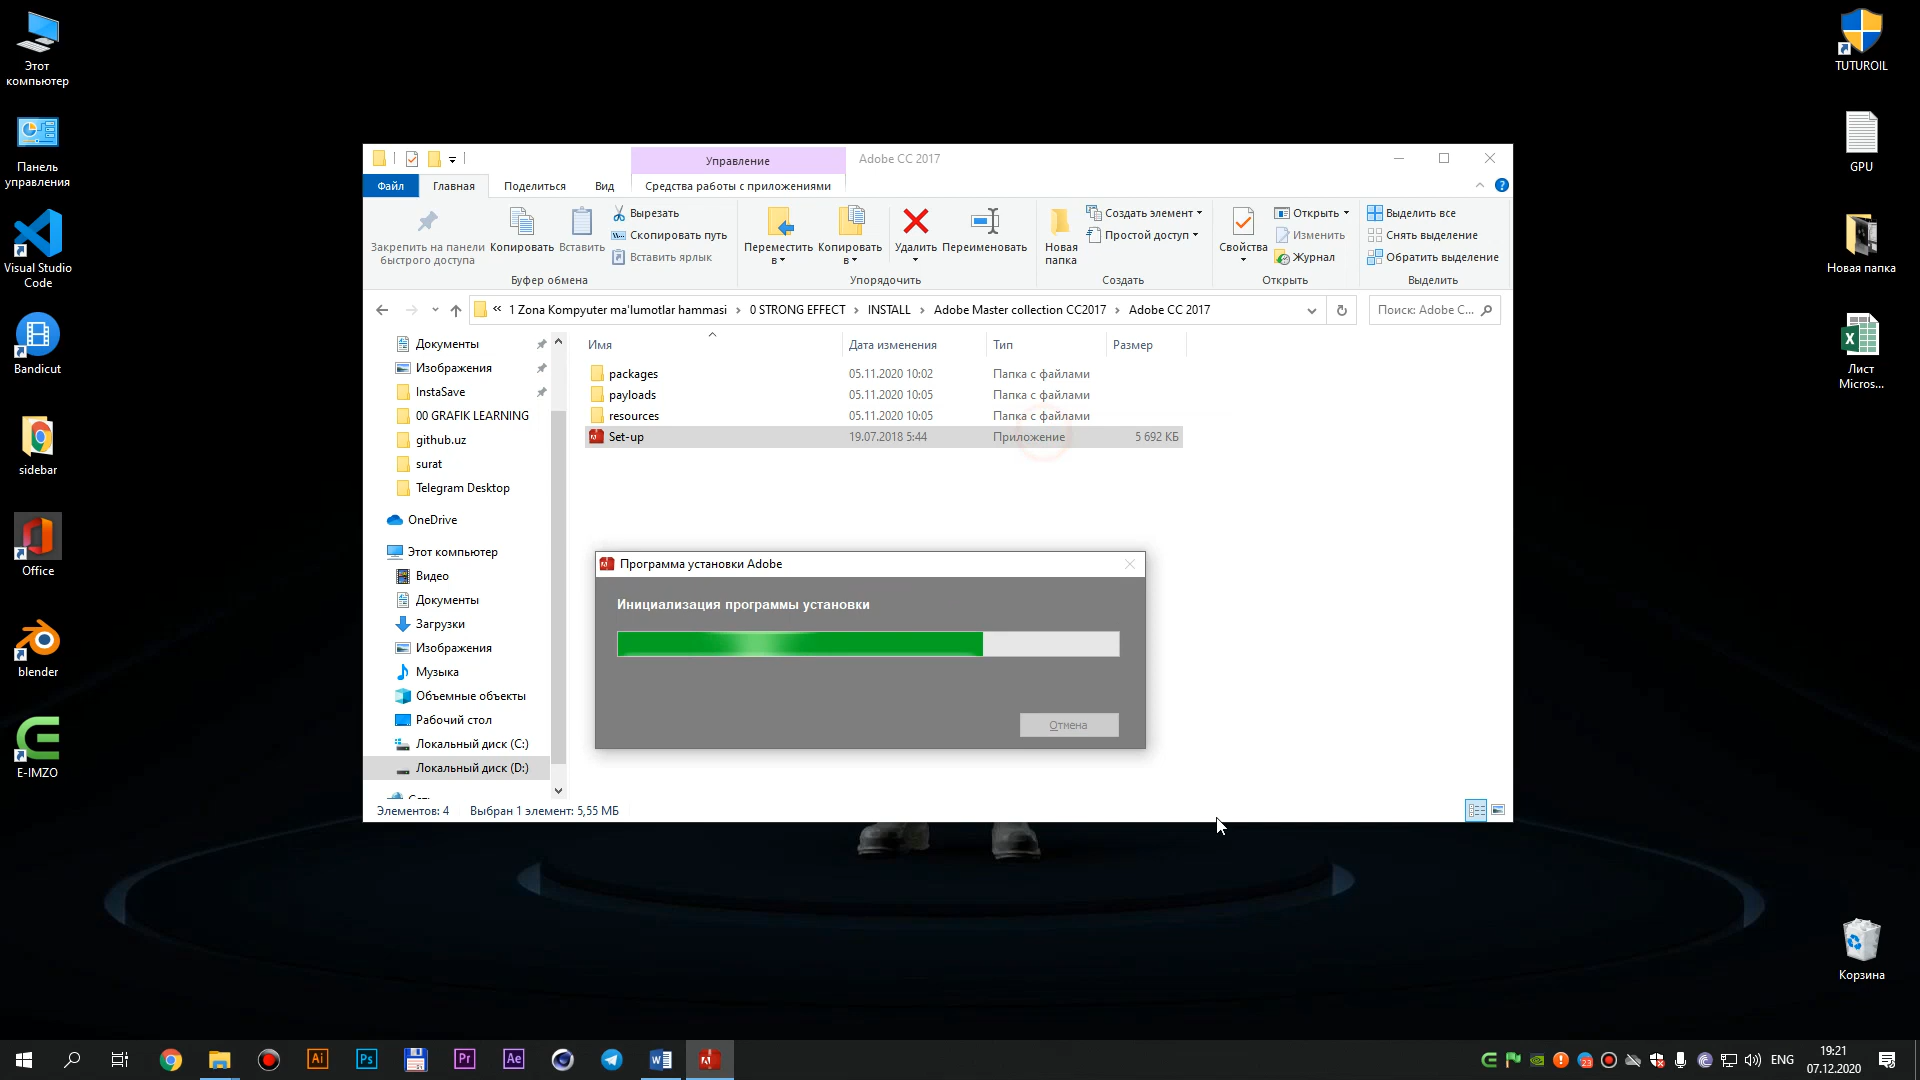 Этот
компьютер
Панель
управления
Visual Studio
Code
Bandicut
sidebar
Office
blender
E-IMZO
TUTUROIL
GPU
Новая папка
Лист
Micros...
Корзина
Управление
Adobe CC 2017
Файл
Главная
Поделиться
Вид
Средства работы с приложениями
Закрепить на панели
быстрого доступа
Копировать
Вставить
Вырезать
Скопировать путь
Вставить ярлык
Буфер обмена
Переместить
в
Копировать
в
Удалить
Переименовать
Упорядочить
Новая
папка
Создать элемент
Простой доступ
Создать
Свойства
Открыть
Изменить
Журнал
Открыть
Выделить все
Снять выделение
Обратить выделение
Выделить
« 1 Zona Kompyuter ma'lumotlar hammasi › 0 STRONG EFFECT › INSTALL › Adobe Master collection CC2017 › Adobe CC 2017
Поиск: Adobe C...
Документы
Изображения
InstaSave
00 GRAFIK LEARNING
github.uz
surat
Telegram Desktop
OneDrive
Этот компьютер
Видео
Документы
Загрузки
Изображения
Музыка
Объемные объекты
Рабочий стол
Локальный диск (C:)
Локальный диск (D:)
Имя Дата изменения Тип Размер
packages 05.11.2020 10:02 Папка с файлами
payloads 05.11.2020 10:05 Папка с файлами
resources 05.11.2020 10:05 Папка с файлами
Set-up 19.07.2018 5:44 Приложение 5 692 КБ
Программа установки Adobe
Инициализация программы установки
Отмена
Элементов: 4 Выбран 1 элемент: 5,55 МБ
Ai
Ps
Pr
Ae
23
ENG
19:21
07.12.2020